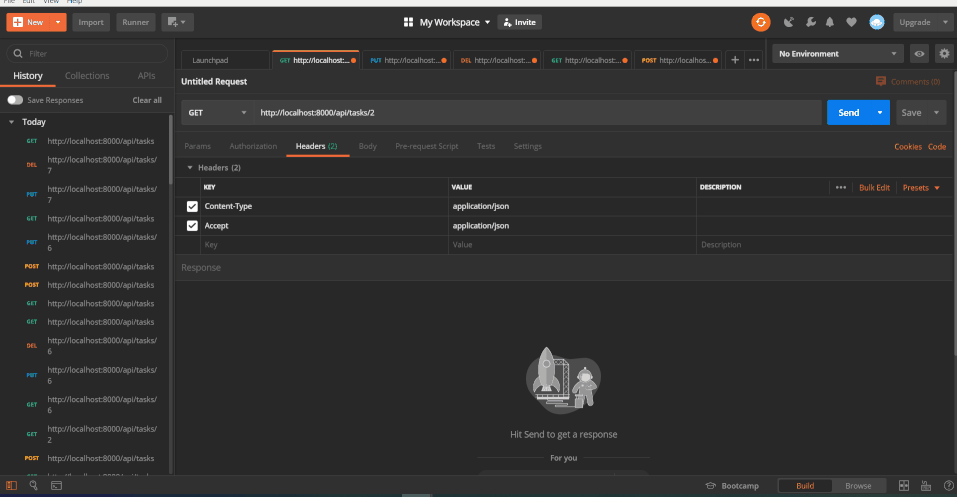 File Edit View Help
New Import Runner My Workspace Invite Upgrade
Filter
History Collections APIs
Save Responses Clear all
Today
GET http://localhost:8000/api/tasks
DEL http://localhost:8000/api/tasks/
7
PUT http://localhost:8000/api/tasks/
7
GET http://localhost:8000/api/tasks
PUT http://localhost:8000/api/tasks/
6
POST http://localhost:8000/api/tasks
POST http://localhost:8000/api/tasks
GET http://localhost:8000/api/tasks
GET http://localhost:8000/api/tasks
DEL http://localhost:8000/api/tasks/
6
PUT http://localhost:8000/api/tasks/
6
GET http://localhost:8000/api/tasks/
6
GET http://localhost:8000/api/tasks/
2
POST http://localhost:8000/api/tasks
Launchpad GET http://localhost:... PUT http://localhost:... DEL http://localhost:... GET http://localhost:... POST http://localhos... + •••
No Environment
Untitled Request Comments (0)
GET http://localhost:8000/api/tasks/2 Send Save
Params Authorization Headers (2) Body Pre-request Script Tests Settings Cookies Code
Headers (2)
KEY VALUE DESCRIPTION ••• Bulk Edit Presets
Content-Type application/json
Accept application/json
Key Value Description
Response
Hit Send to get a response
For you
Bootcamp Build Browse